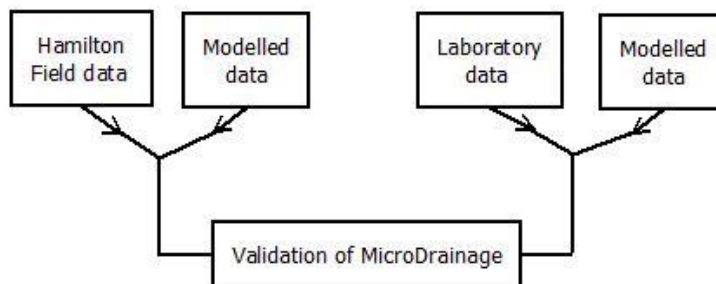 Hamilton
Field data
Modelled
data
Laboratory
data
Modelled
data
Validation of MicroDrainage